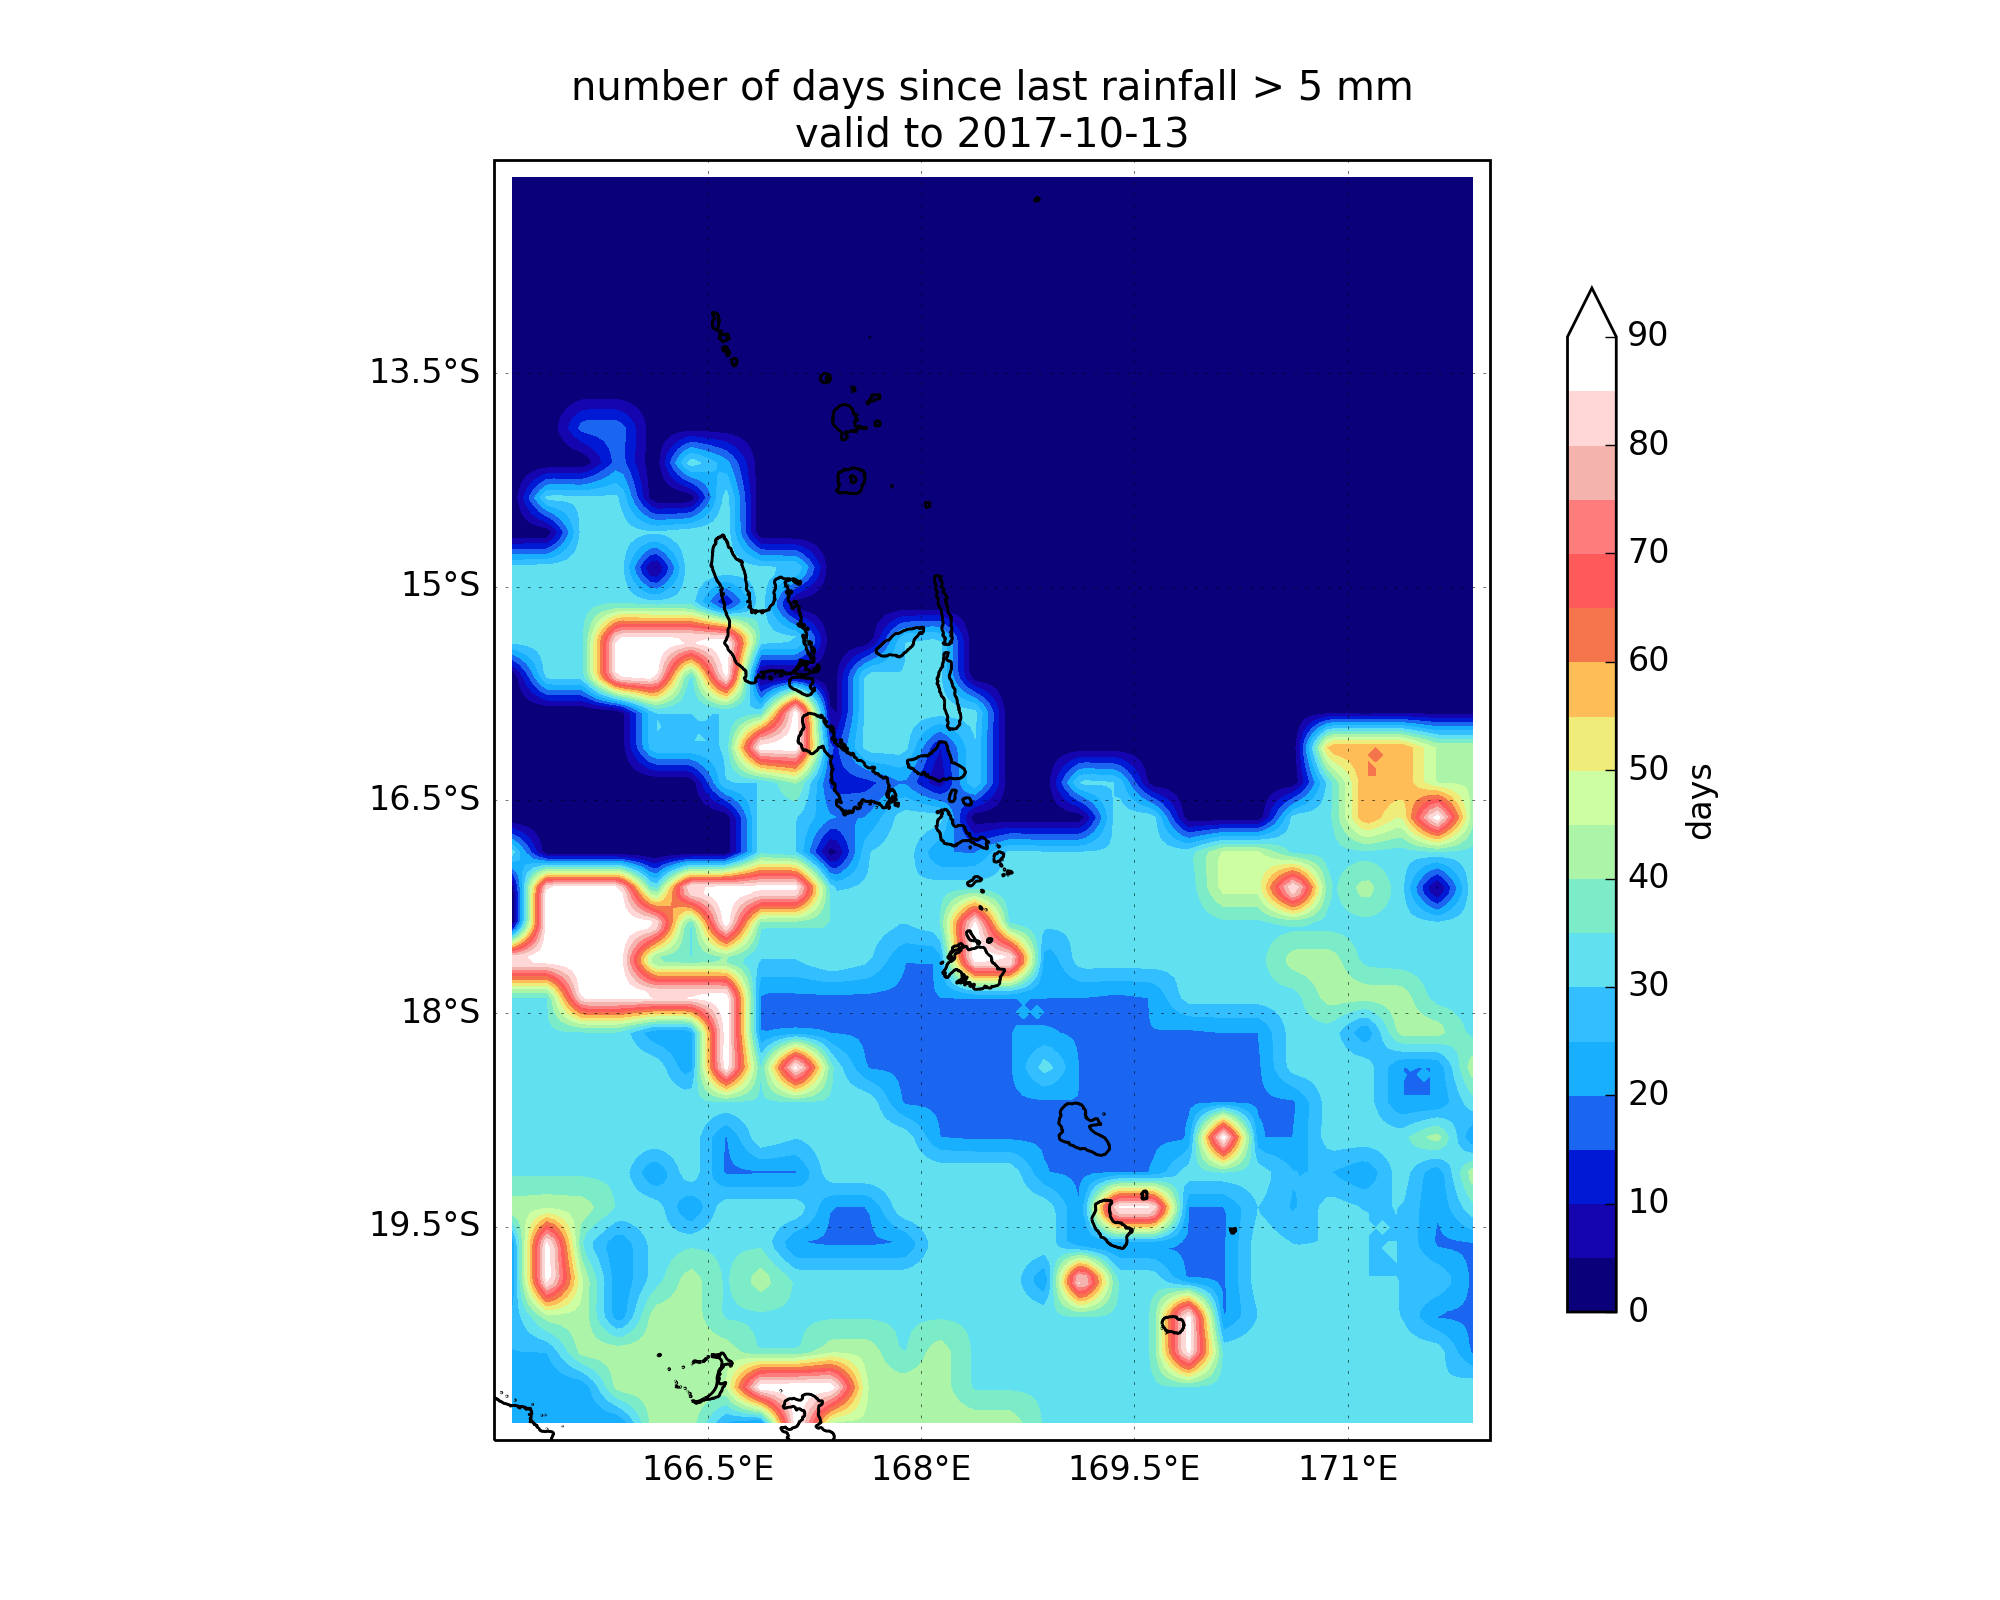 number of days since last rainfall > 5 mm
valid to 2017-10-13
13.5°S
15°S
16.5°S
18°S
19.5°S
166.5°E
168°E
169.5°E
171°E
90
80
70
60
50
40
30
20
10
0
days